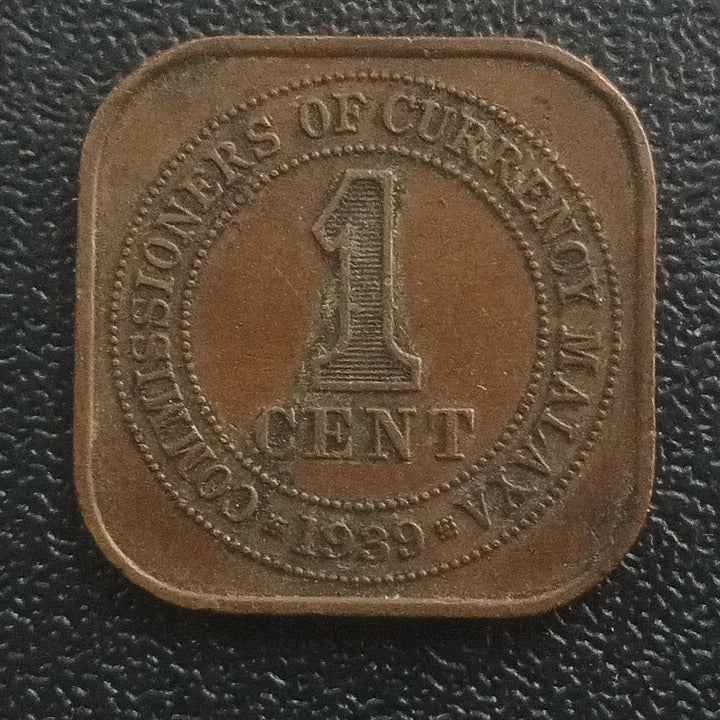 COMMISSIONERS OF CURRENCY MALAYA
1
CENT
1939